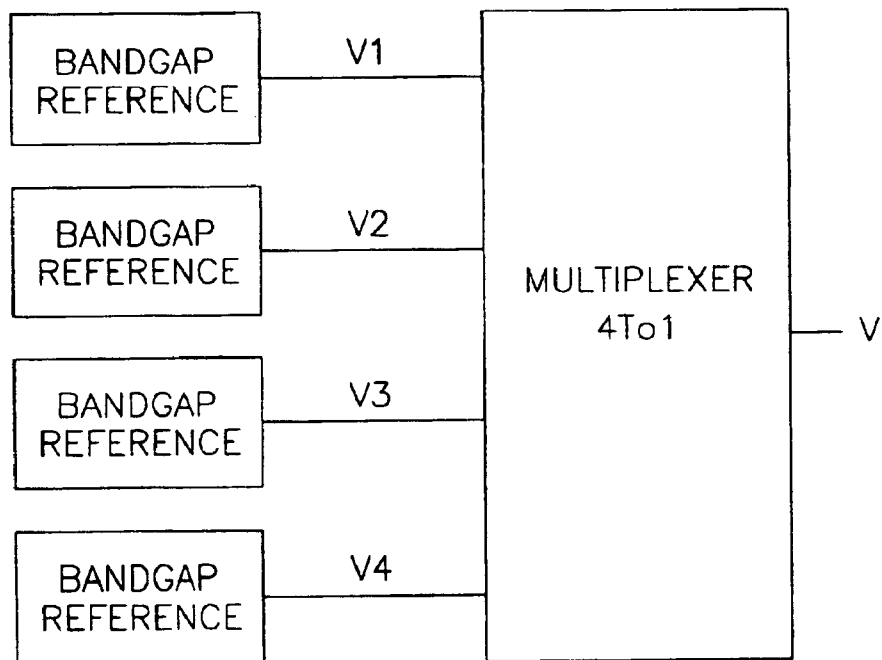 BANDGAP
REFERENCE
V1
BANDGAP
REFERENCE
V2
BANDGAP
REFERENCE
V3
BANDGAP
REFERENCE
V4
MULTIPLEXER
4To1
V